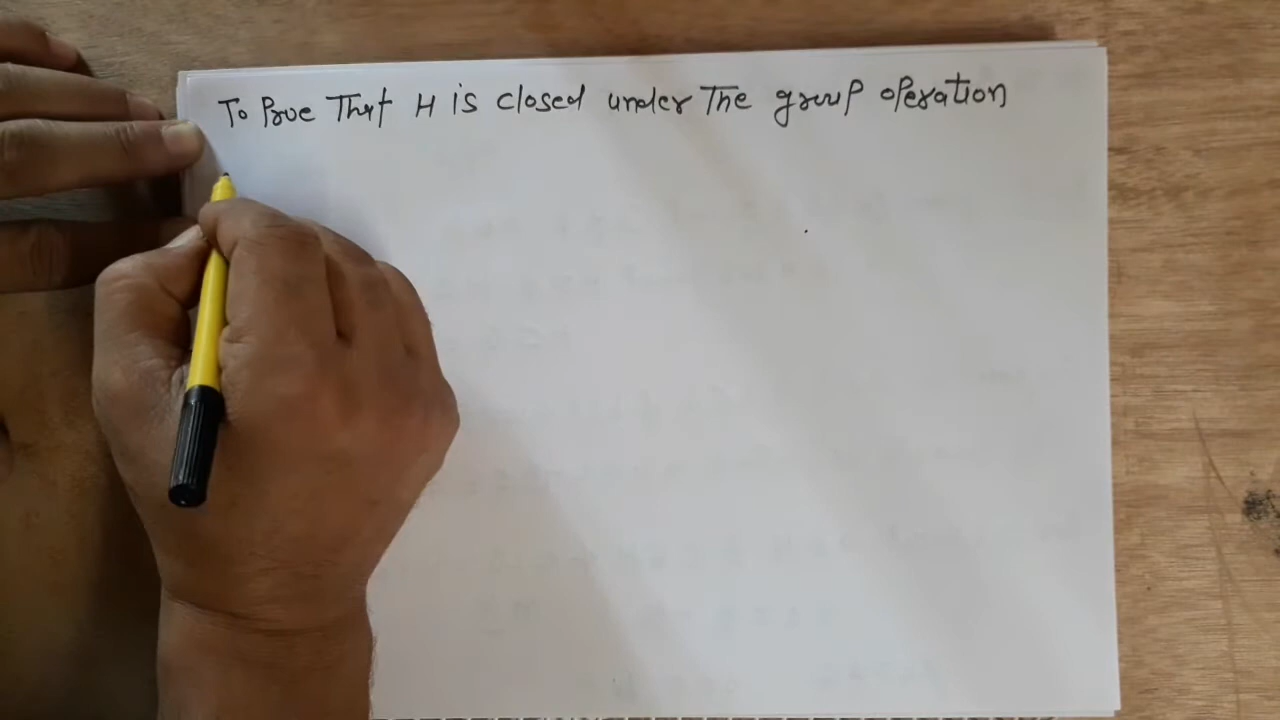 To Prove That H is closed under The group operation